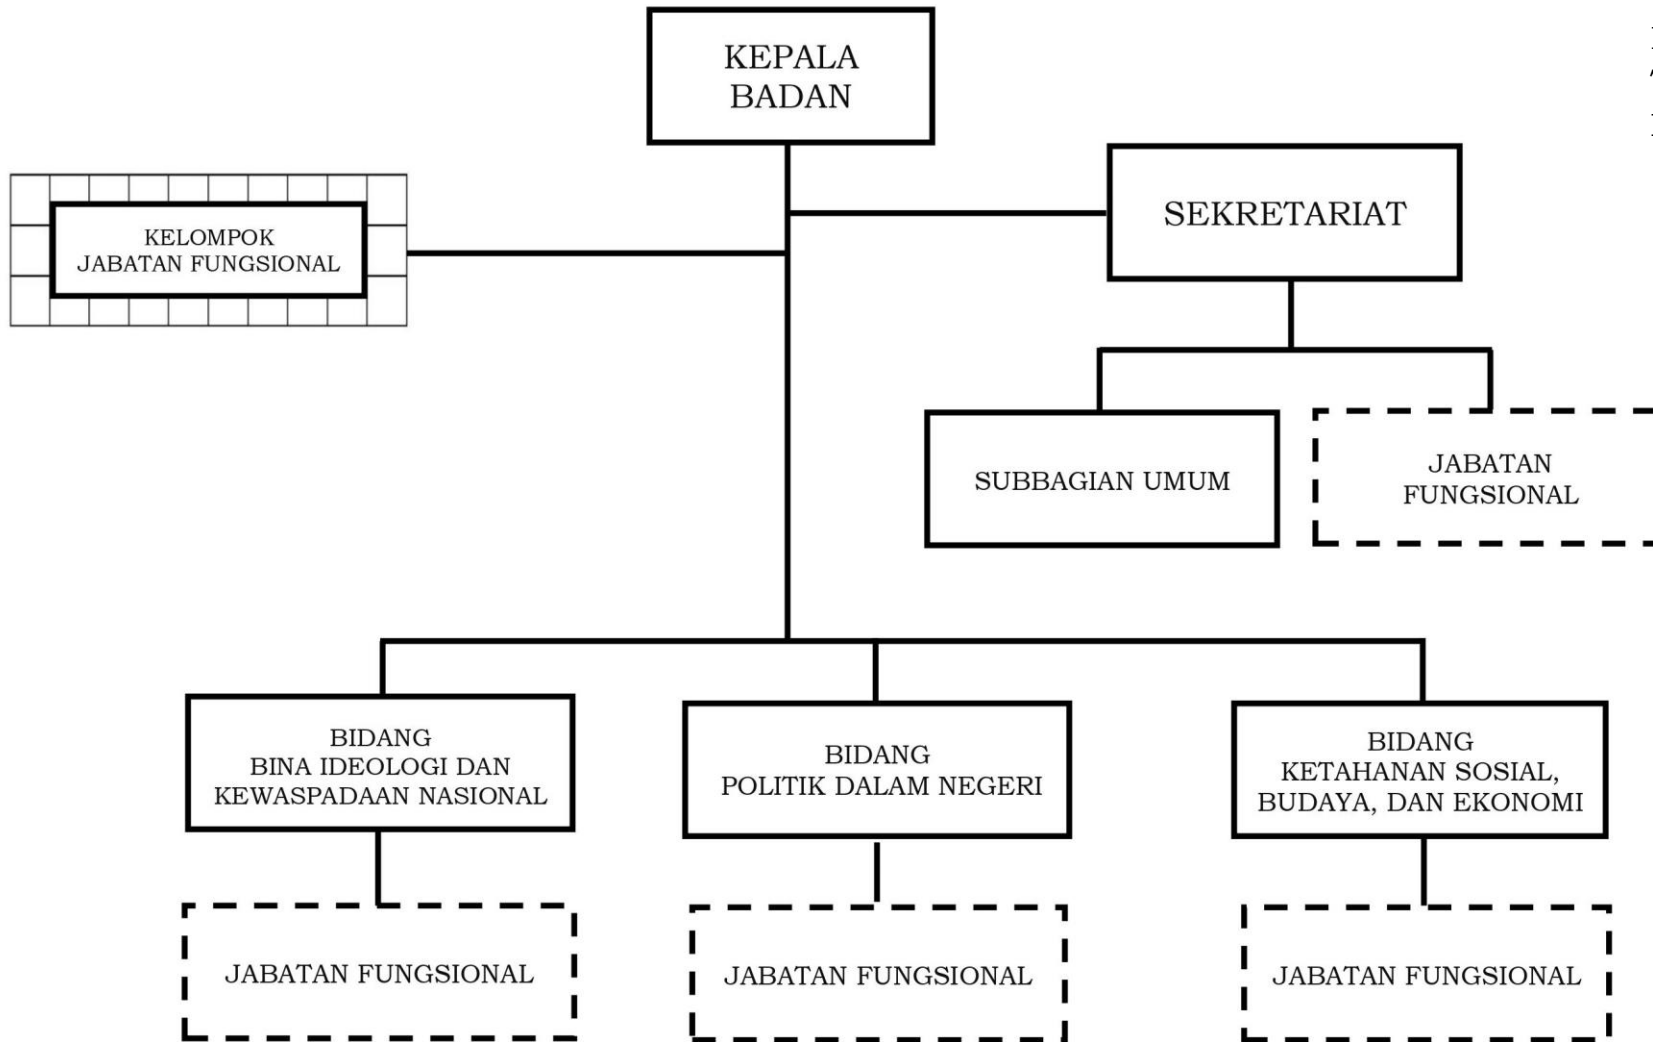 KEPALA
BADAN
SEKRETARIAT
KELOMPOK
JABATAN FUNGSIONAL
SUBBAGIAN UMUM
JABATAN
FUNGSIONAL
BIDANG
BINA IDEOLOGI DAN
KEWASPADAAN NASIONAL
BIDANG
POLITIK DALAM NEGERI
BIDANG
KETAHANAN SOSIAL,
BUDAYA, DAN EKONOMI
JABATAN FUNGSIONAL
JABATAN FUNGSIONAL
JABATAN FUNGSIONAL